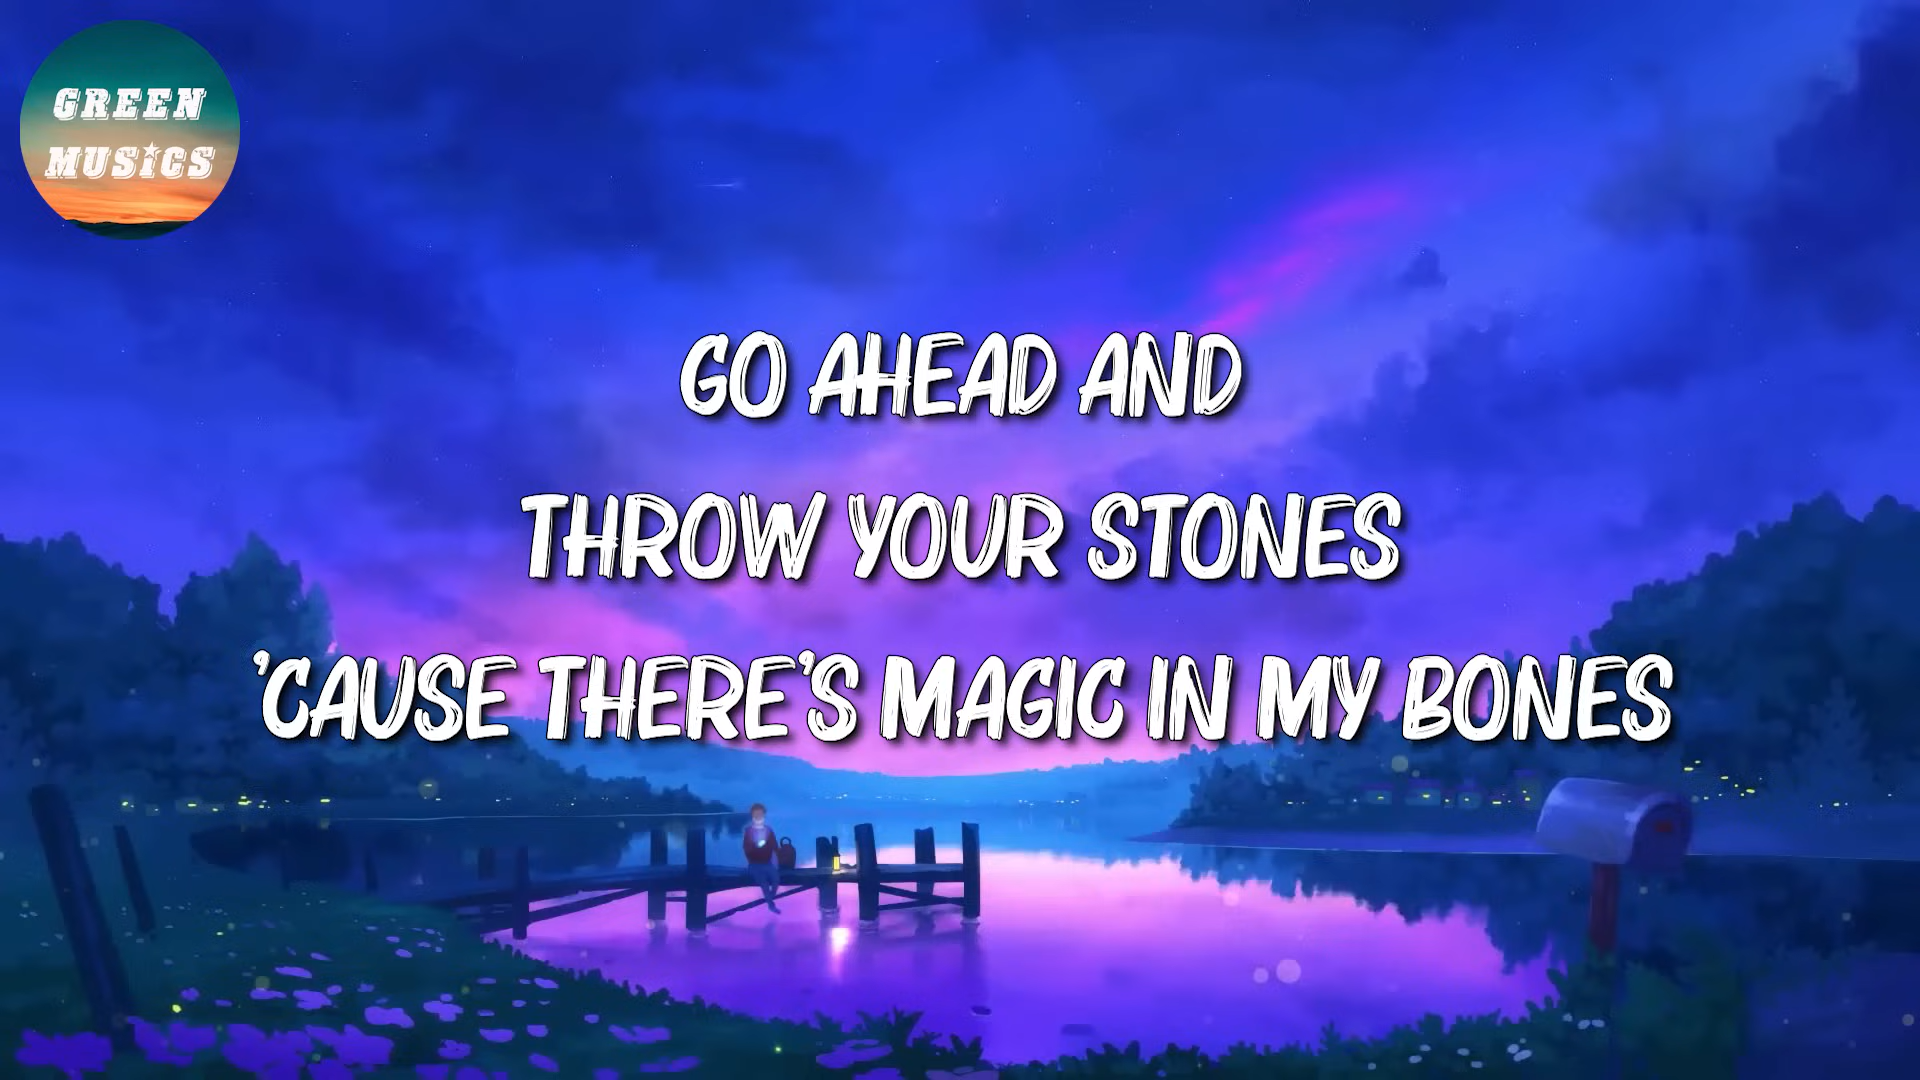 GREEN
MUSICS
GO AHEAD AND
THROW YOUR STONES
'CAUSE THERE'S MAGIC IN MY BONES